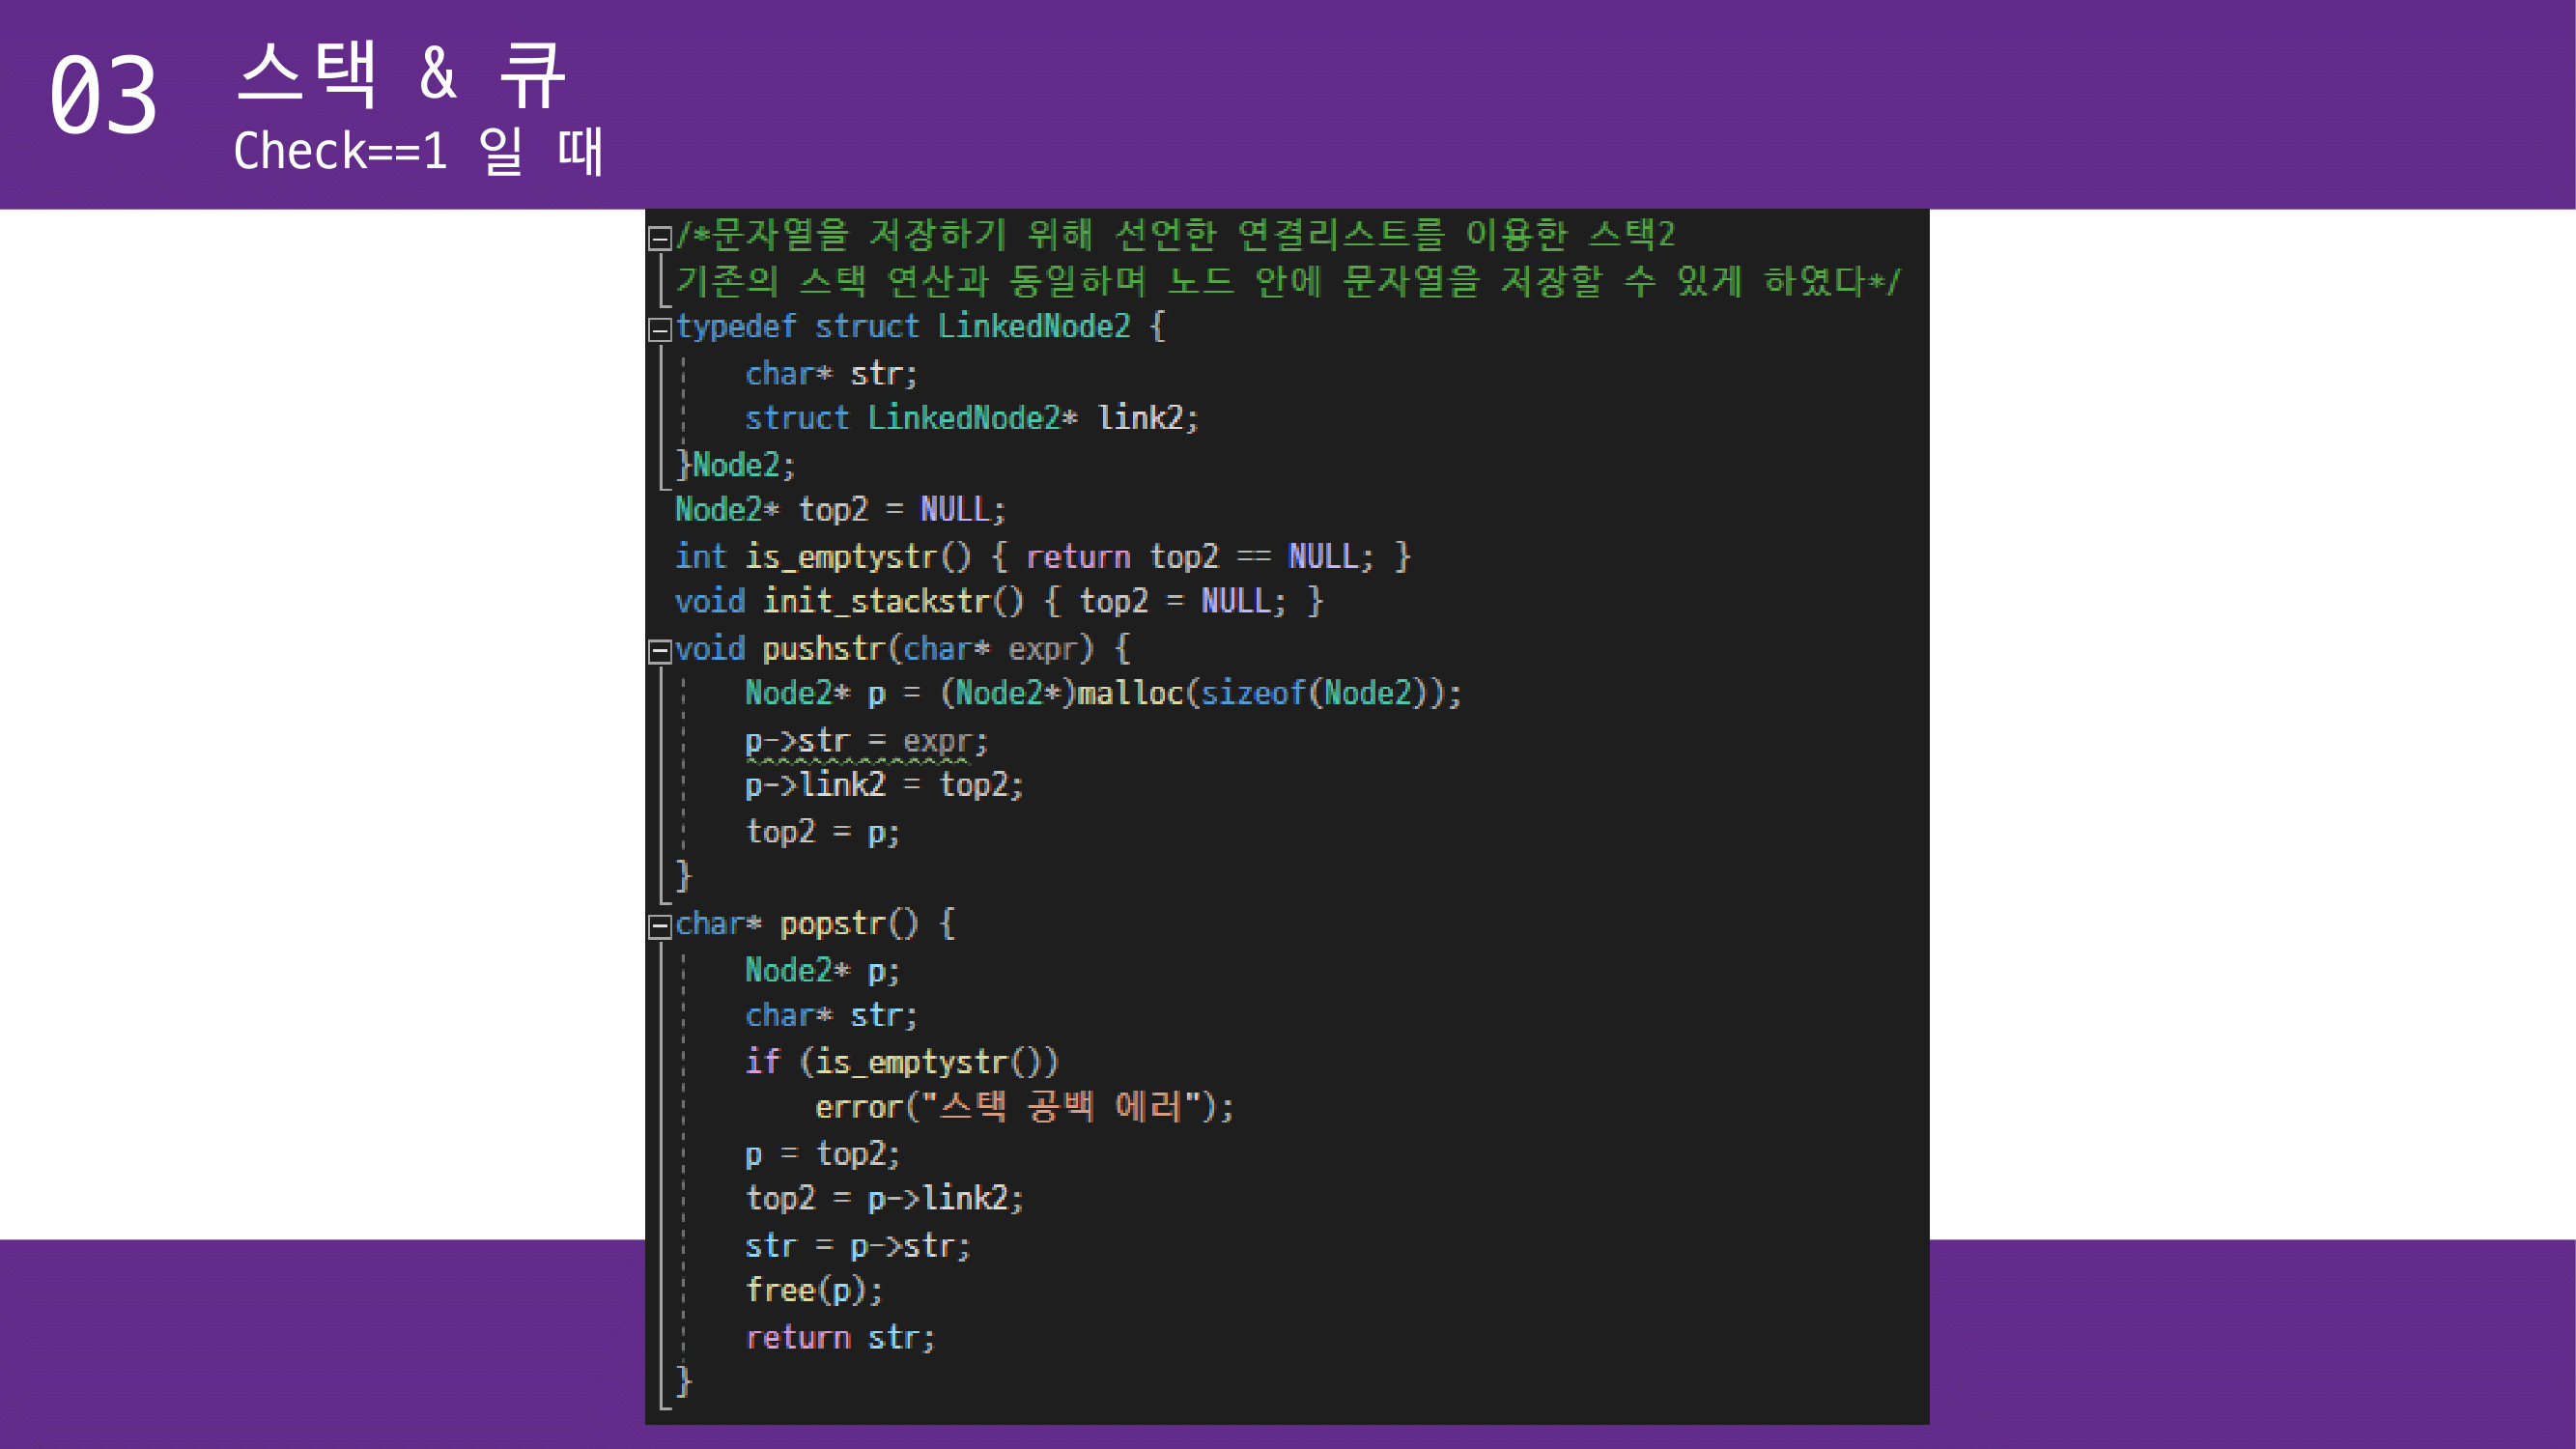 03
스택 & 큐
Check==1 일 때
/*문자열을 저장하기 위해 선언한 연결리스트를 이용한 스택2
기존의 스택 연산과 동일하며 노드 안에 문자열을 저장할 수 있게 하였다*/
typedef struct LinkedNode2 {
    char* str;
    struct LinkedNode2* link2;
}Node2;
Node2* top2 = NULL;
int is_emptystr() { return top2 == NULL; }
void init_stackstr() { top2 = NULL; }
void pushstr(char* expr) {
    Node2* p = (Node2*)malloc(sizeof(Node2));
    p->str = expr;
    p->link2 = top2;
    top2 = p;
}
char* popstr() {
    Node2* p;
    char* str;
    if (is_emptystr())
        error("스택 공백 에러");
    p = top2;
    top2 = p->link2;
    str = p->str;
    free(p);
    return str;
}